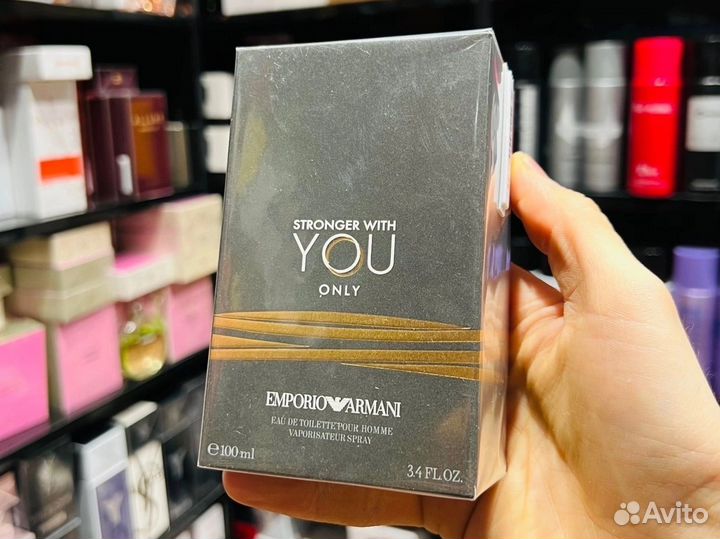 STRONGER WITH
YOU
ONLY
EMPORIO ARMANI
EAU DE TOILETTE POUR HOMME
VAPORISATEUR SPRAY
e100 ml
3.4 FL.OZ.
Avito